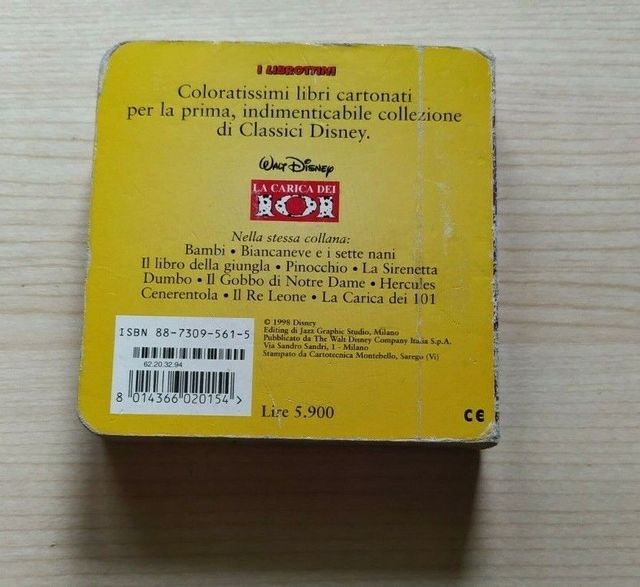 I LIBROTTINI
Coloratissimi libri cartonati
per la prima, indimenticabile collezione
di Classici Disney.
WALT DISNEY
LA CARICA DEI
101
Nella stessa collana:
Bambi • Biancaneve e i sette nani
Il libro della giungla • Pinocchio • La Sirenetta
Dumbo • Il Gobbo di Notre Dame • Hercules
Cenerentola • Il Re Leone • La Carica dei 101
© 1998 Disney
Editing di Jazz Graphic Studio, Milano
Pubblicato da The Walt Disney Company Italia S.p.A.
Via Sandro Sandri, 1 - Milano
Stampato da Cartotecnica Montebello, Sarego (Vi)
ISBN 88-7309-561-5
62.20.32.94
8 014366 020154 >
Lire 5.900
CE